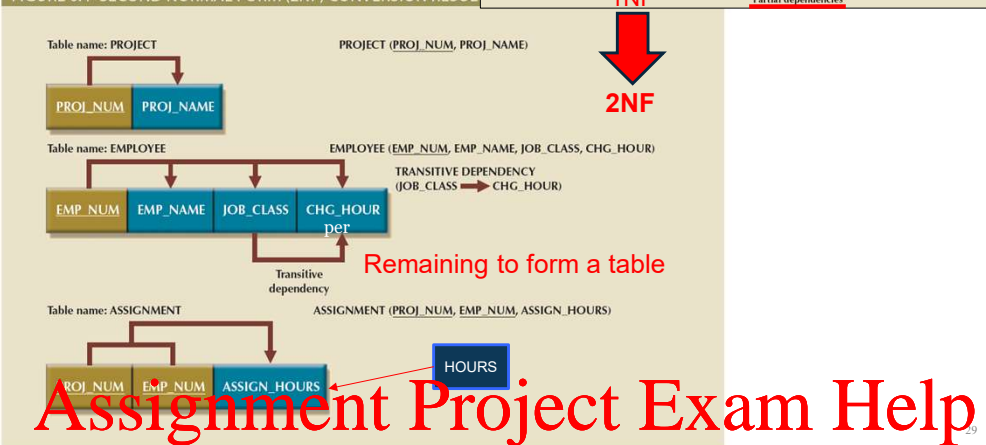 1NF
Partial dependencies
Table name: PROJECT
PROJECT (PROJ_NUM, PROJ_NAME)
PROJ_NUM
PROJ_NAME
2NF
Table name: EMPLOYEE
EMPLOYEE (EMP_NUM, EMP_NAME, JOB_CLASS, CHG_HOUR)
TRANSITIVE DEPENDENCY
(JOB_CLASS CHG_HOUR)
EMP_NUM
EMP_NAME
JOB_CLASS
CHG_HOUR
per
Transitive
dependency
Remaining to form a table
Table name: ASSIGNMENT
ASSIGNMENT (PROJ_NUM, EMP_NUM, ASSIGN_HOURS)
HOURS
PROJ_NUM
EMP_NUM
ASSIGN_HOURS
Assignment Project Exam Help
29